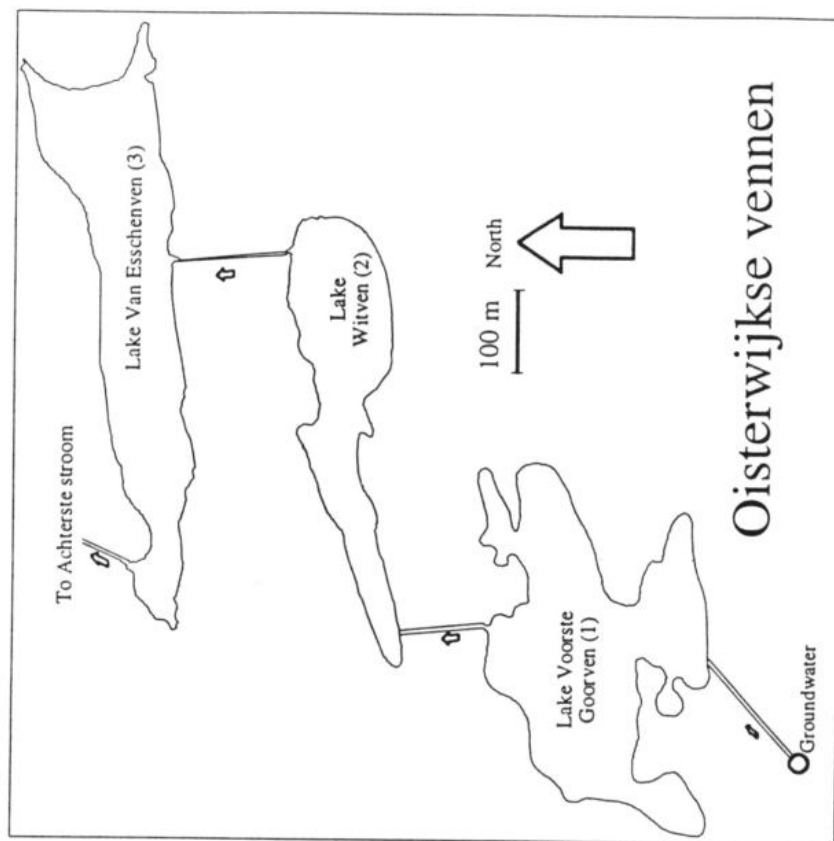 Lake Van Esschenven (3)
To Achterste stroom
Lake
Witven (2)
North
100 m
Lake Voorste
Goorven (1)
Groundwater
Oisterwijkse vennen